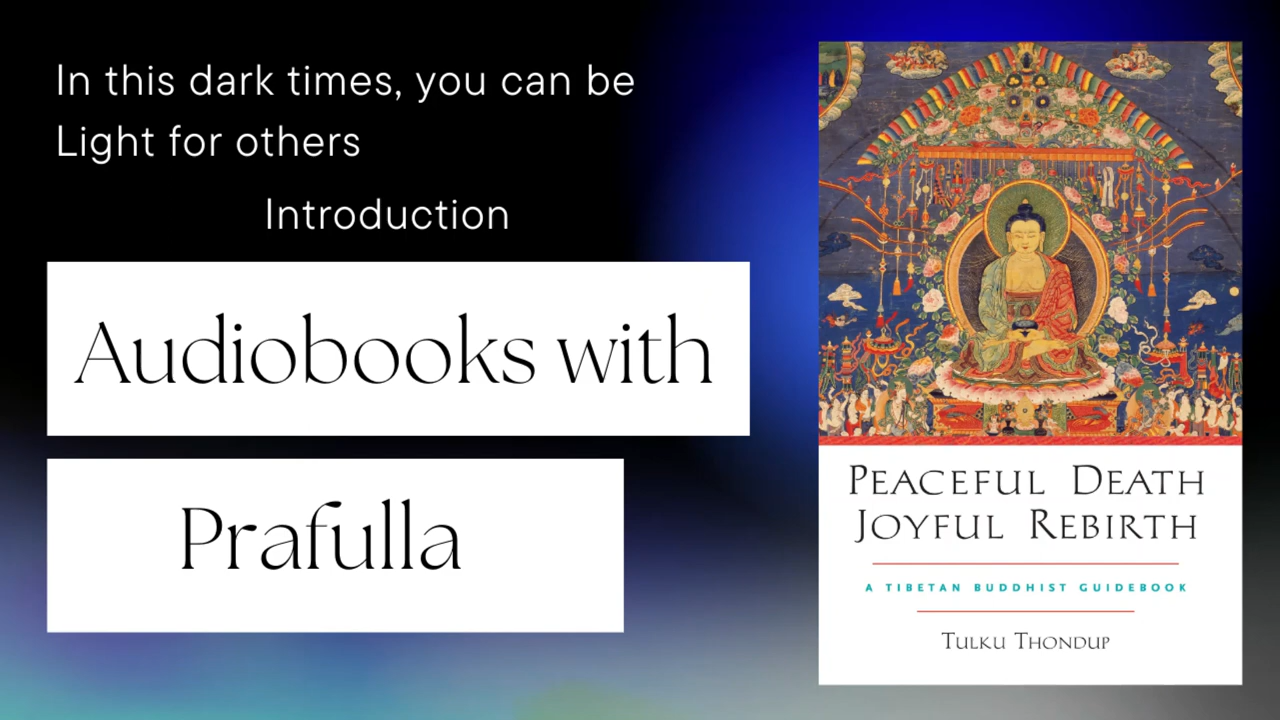 In this dark times, you can be
Light for others
Introduction
Audiobooks with
Prafulla
PEACEFUL DEATH
JOYFUL REBIRTH
A TIBETAN BUDDHIST GUIDEBOOK
TULKU THONDUP